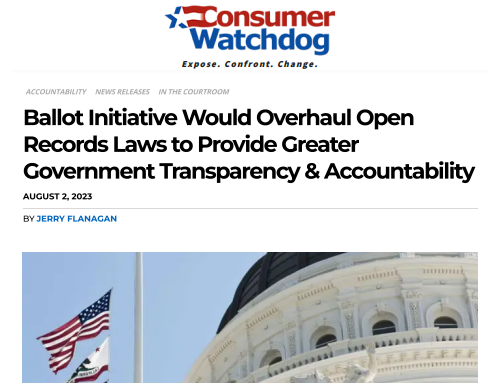 Consumer
Watchdog
Expose. Confront. Change.
ACCOUNTABILITY NEWS RELEASES IN THE COURTROOM
Ballot Initiative Would Overhaul Open
Records Laws to Provide Greater
Government Transparency & Accountability
AUGUST 2, 2023
BY JERRY FLANAGAN